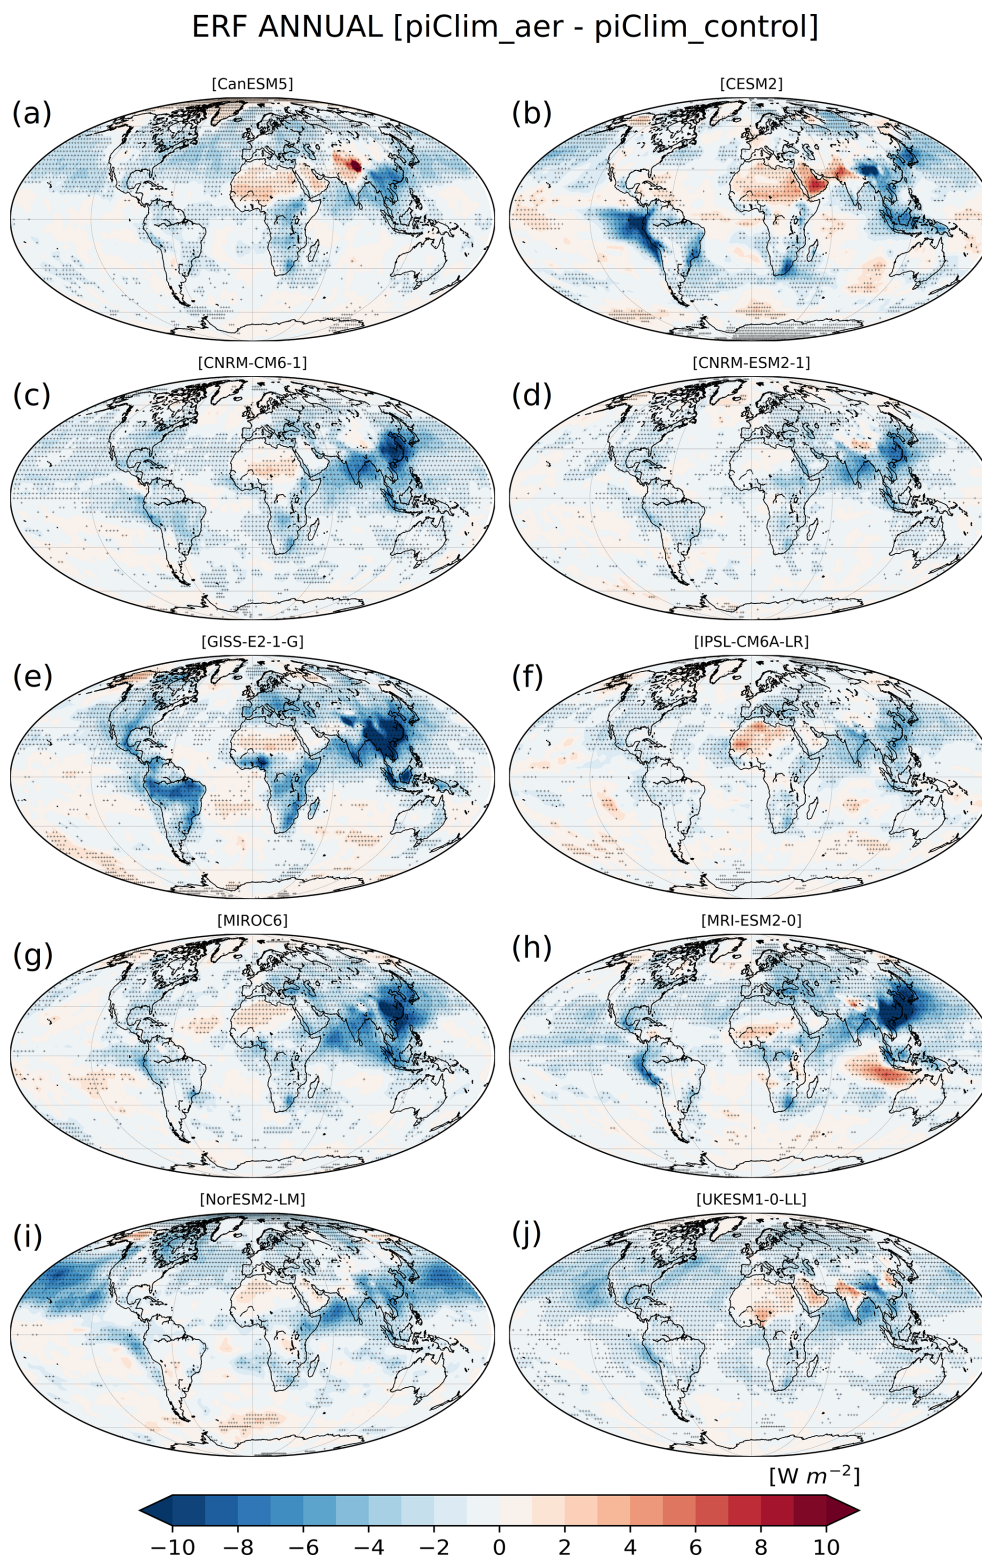 ERF ANNUAL [piClim_aer - piClim_control]
[CanESM5]
(a)
[CESM2]
(b)
[CNRM-CM6-1]
(c)
[CNRM-ESM2-1]
(d)
[GISS-E2-1-G]
(e)
[IPSL-CM6A-LR]
(f)
[MIROC6]
(g)
[MRI-ESM2-0]
(h)
[NorESM2-LM]
(i)
[UKESM1-0-LL]
(j)
[W m⁻²]
−10 −8 −6 −4 −2 0 2 4 6 8 10